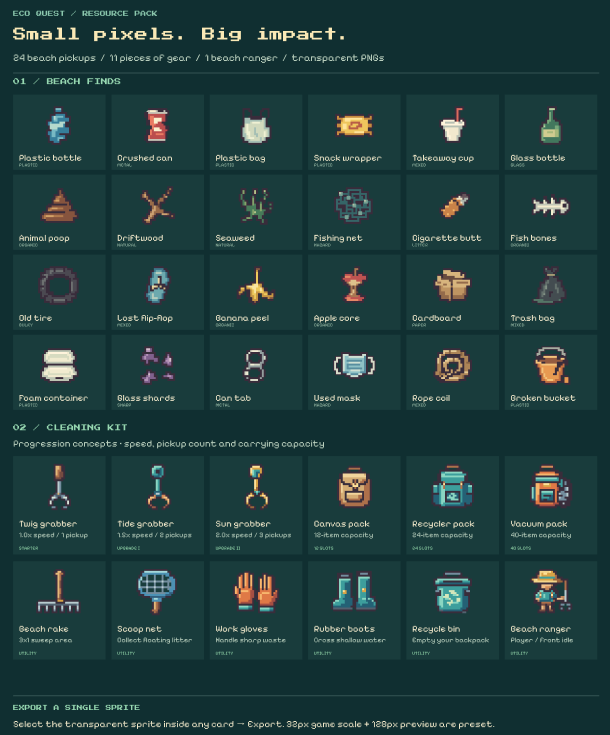 ECO QUEST / RESOURCE PACK
Small pixels. Big impact.
24 beach pickups / 11 pieces of gear / 1 beach ranger / transparent PNGs
01 / BEACH FINDS
Plastic bottle
PLASTIC
Crushed can
METAL
Plastic bag
PLASTIC
Snack wrapper
PLASTIC
Takeaway cup
MIXED
Glass bottle
GLASS
Animal poop
ORGANIC
Driftwood
NATURAL
Seaweed
NATURAL
Fishing net
HAZARD
Cigarette butt
LITTER
Fish bones
ORGANIC
Old tire
BULKY
Lost flip-flop
MIXED
Banana peel
ORGANIC
Apple core
ORGANIC
Cardboard
PAPER
Trash bag
MIXED
Foam container
PLASTIC
Glass shards
SHARP
Can tab
METAL
Used mask
HAZARD
Rope coil
MIXED
Broken bucket
PLASTIC
02 / CLEANING KIT
Progression concepts · speed, pickup count and carrying capacity
Twig grabber
1.0x speed / 1 pickup
STARTER
Tide grabber
1.5x speed / 2 pickups
UPGRADE I
Sun grabber
2.0x speed / 3 pickups
UPGRADE II
Canvas pack
12-item capacity
12 SLOTS
Recycler pack
24-item capacity
24 SLOTS
Vacuum pack
40-item capacity
40 SLOTS
Beach rake
3x1 sweep area
UTILITY
Scoop net
Collect floating litter
UTILITY
Work gloves
Handle sharp waste
UTILITY
Rubber boots
Cross shallow water
UTILITY
Recycle bin
Empty your backpack
UTILITY
Beach ranger
Player / front idle
UTILITY
EXPORT A SINGLE SPRITE
Select the transparent sprite inside any card → Export. 32px game scale + 128px preview are preset.